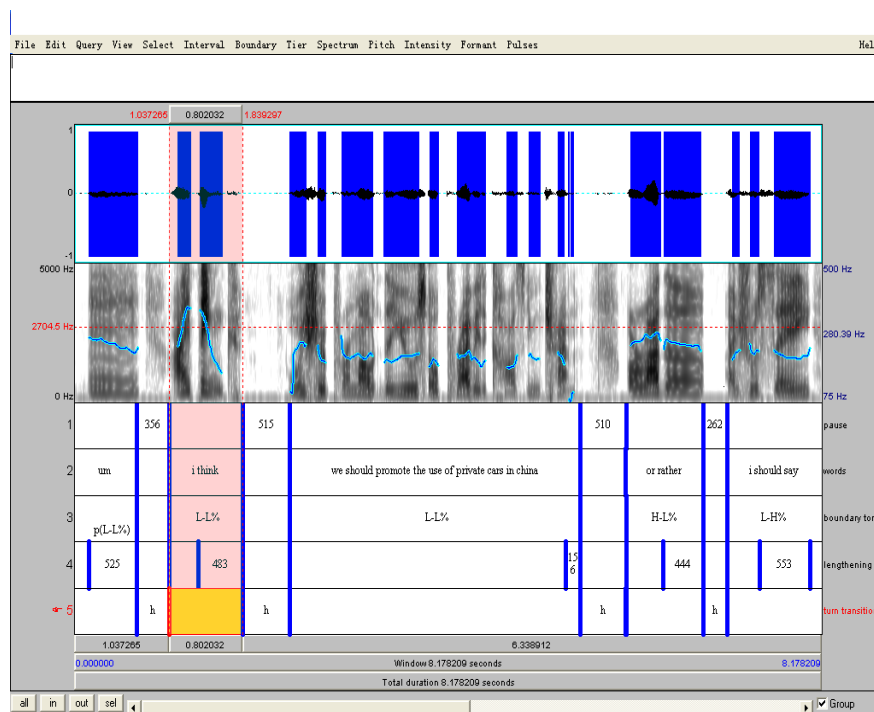 File Edit Query View Select Interval Boundary Tier Spectrum Pitch Intensity Formant Pulses Hel
1.037265 0.802032 1.839297
1
0
-1
5000 Hz 500 Hz
2704.5 Hz 280.39 Hz
0 Hz 75 Hz
1 356 515 510 262 pause
2 um i think we should promote the use of private cars in china or rather i should say words
3 p(L-L%) L-L% L-L% H-L% L-H% boundary ton
4 525 483 15 444 553 lengthening
6
5 h h h h turn transitio
1.037265 0.802032 6.338912
0.000000 Window 8.178209 seconds 8.178209
Total duration 8.178209 seconds
all in out sel Group